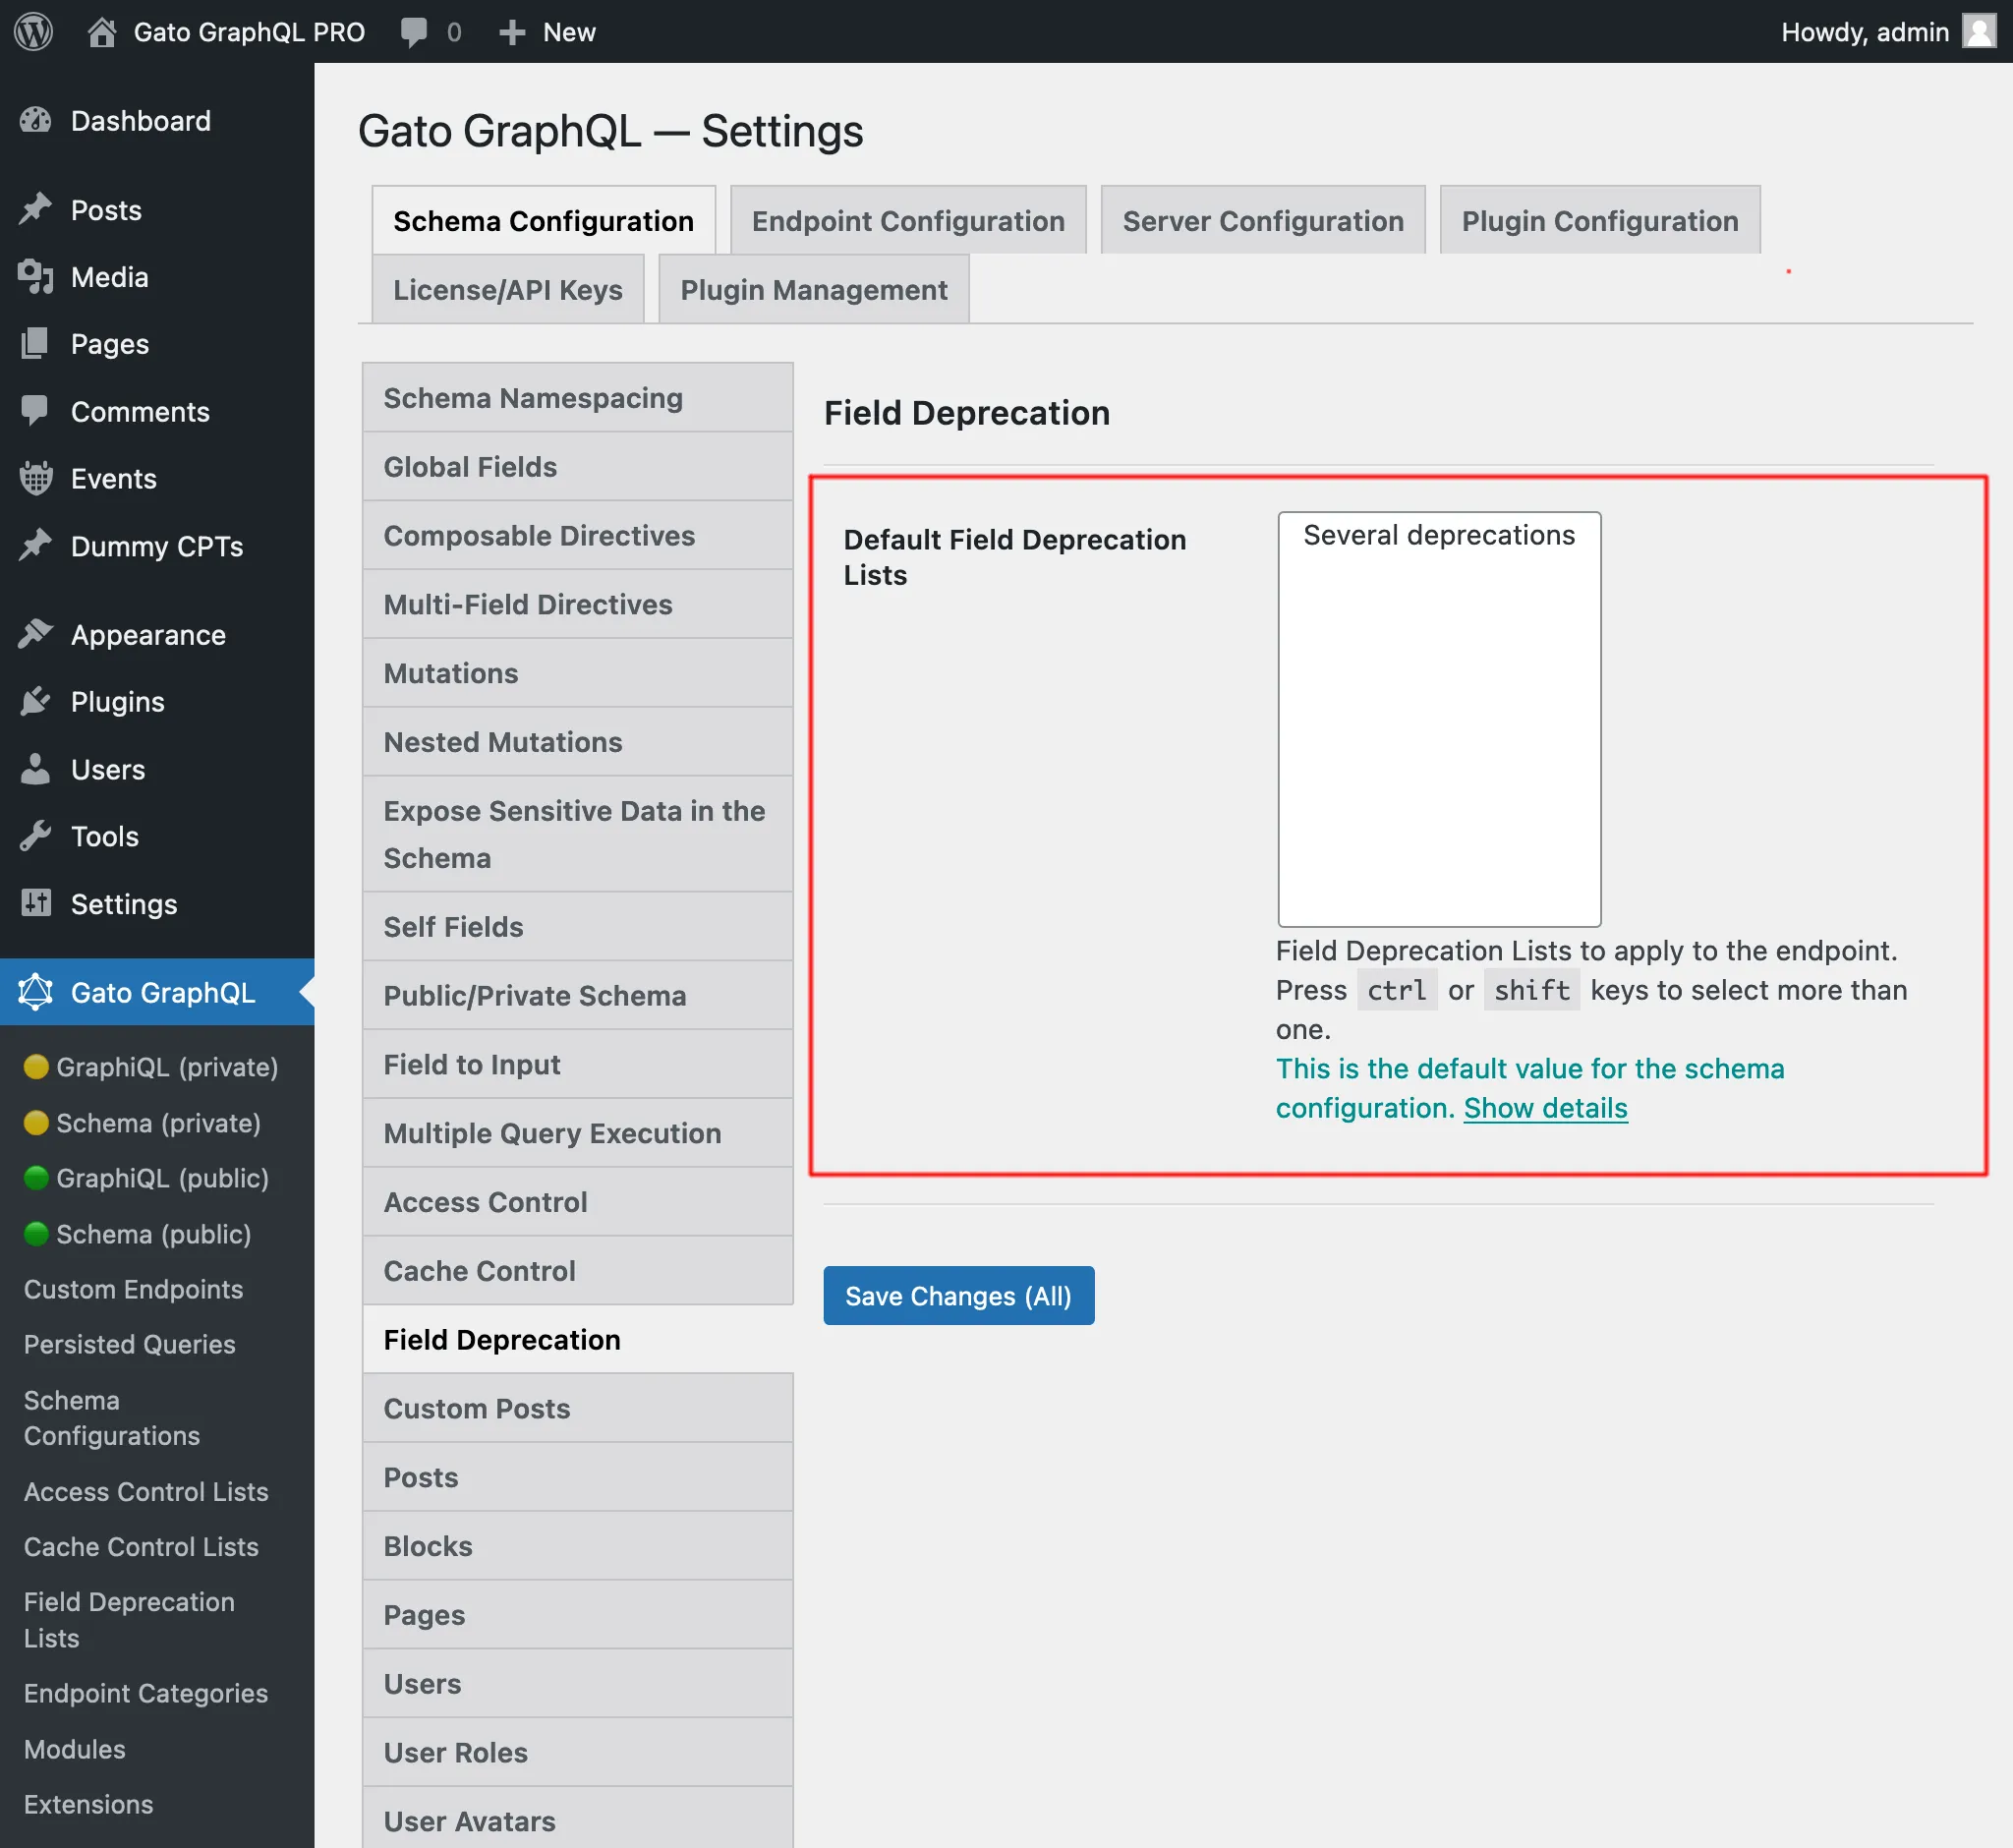 Gato GraphQL PRO 0 New Howdy, admin
Dashboard
Posts
Media
Pages
Comments
Events
Dummy CPTs
Appearance
Plugins
Users
Tools
Settings
Gato GraphQL
GraphiQL (private)
Schema (private)
GraphiQL (public)
Schema (public)
Custom Endpoints
Persisted Queries
Schema
Configurations
Access Control Lists
Cache Control Lists
Field Deprecation
Lists
Endpoint Categories
Modules
Extensions
Gato GraphQL — Settings
Schema Configuration Endpoint Configuration Server Configuration Plugin Configuration
License/API Keys Plugin Management
Schema Namespacing
Global Fields
Composable Directives
Multi-Field Directives
Mutations
Nested Mutations
Expose Sensitive Data in the
Schema
Self Fields
Public/Private Schema
Field to Input
Multiple Query Execution
Access Control
Cache Control
Field Deprecation
Custom Posts
Posts
Blocks
Pages
Users
User Roles
User Avatars
Field Deprecation
Default Field Deprecation
Lists
Several deprecations
Field Deprecation Lists to apply to the endpoint.
Press ctrl or shift keys to select more than
one.
This is the default value for the schema
configuration. Show details
Save Changes (All)